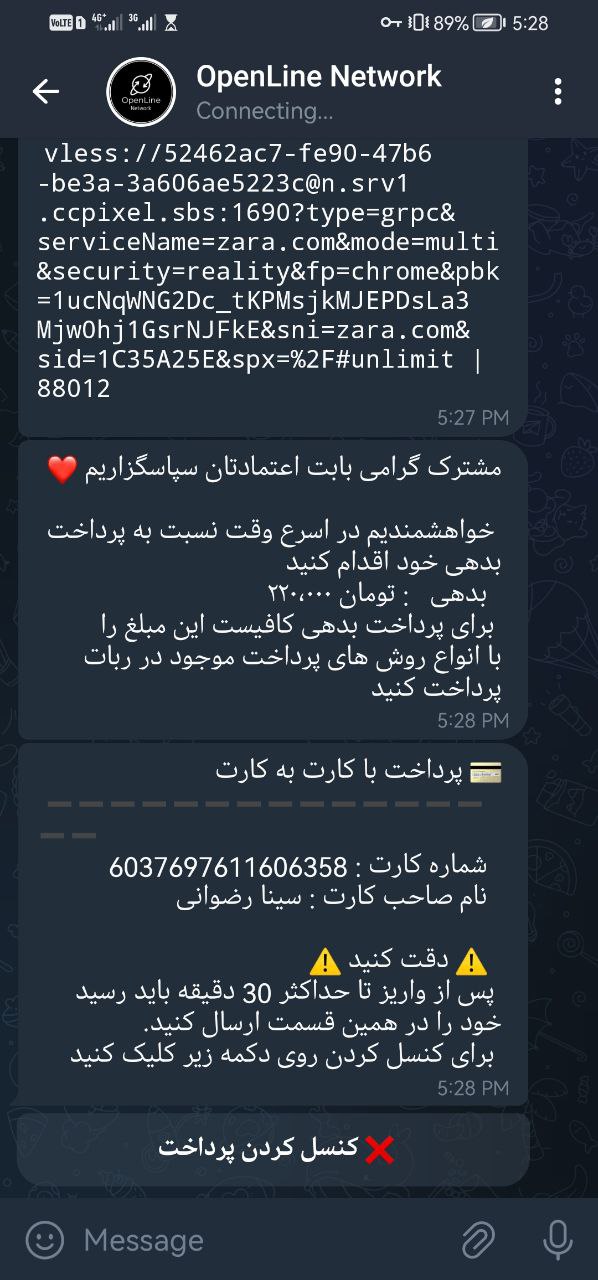 VoLTE 1 4G+ 3G 89% 5:28
OpenLine Network
OpenLine
Network
Connecting...
vless://52462ac7-fe90-47b6
-be3a-3a606ae5223c@n.srv1
.ccpixel.sbs:1690?type=grpc&
serviceName=zara.com&mode=multi
&security=reality&fp=chrome&pbk
=1ucNqWNG2Dc_tKPMsjkMJEPDsLa3
MjwOhj1GsrNJFkE&sni=zara.com&
sid=1C35A25E&spx=%2F#unlimit |
88012
5:27 PM
مشترک گرامی بابت اعتمادتان سپاسگزاریم ❤️
خواهشمندیم در اسرع وقت نسبت به پرداخت
بدهی خود اقدام کنید
بدهی : تومان ۲۲۰,۰۰۰
برای پرداخت بدهی کافیست این مبلغ را
با انواع روش های پرداخت موجود در ربات
پرداخت کنید
5:28 PM
💳 پرداخت با کارت به کارت
شماره کارت : 6037697611606358
نام صاحب کارت : سینا رضوانی
⚠️ دقت کنید ⚠️
پس از واریز تا حداکثر 30 دقیقه باید رسید
خود را در همین قسمت ارسال کنید.
برای کنسل کردن روی دکمه زیر کلیک کنید
5:28 PM
❌ کنسل کردن پرداخت
Message